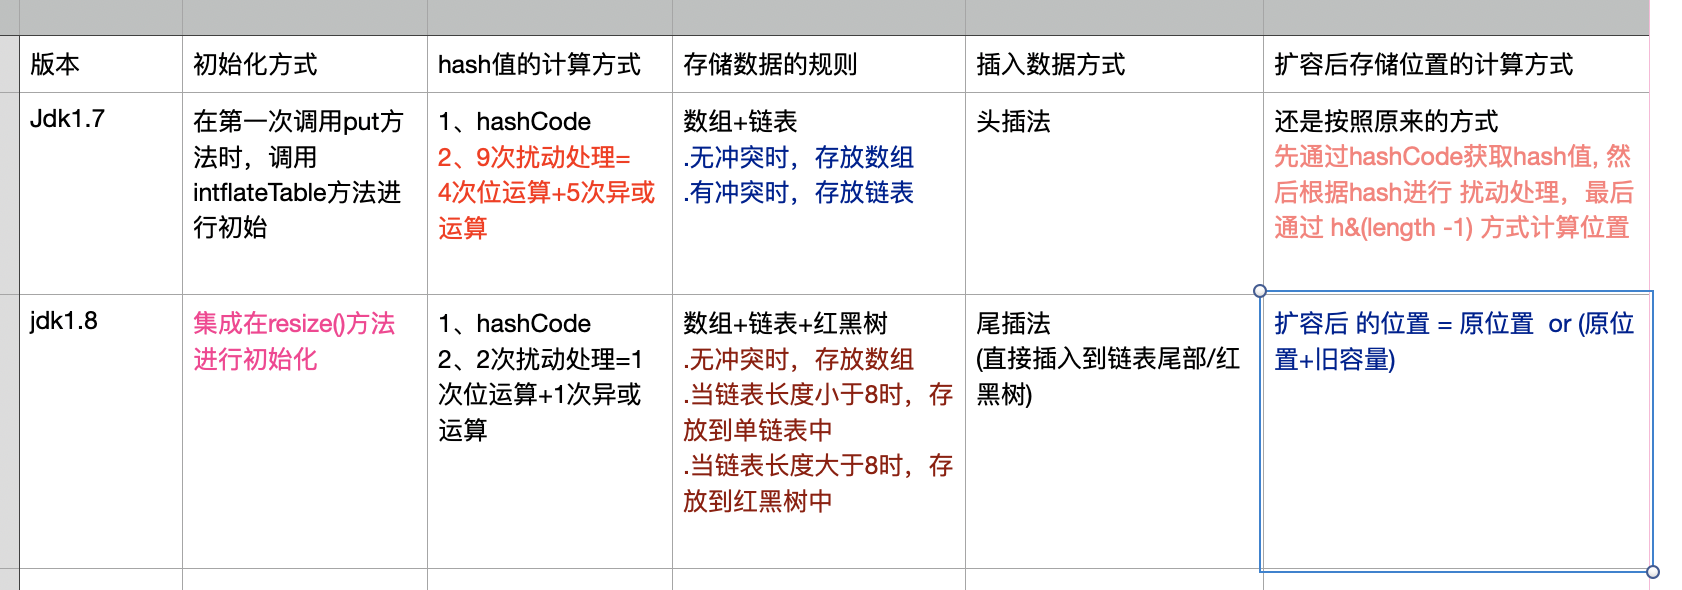 版本
初始化方式
hash值的计算方式
存储数据的规则
插入数据方式
扩容后存储位置的计算方式
Jdk1.7
在第一次调用put方
法时，调用
intflateTable方法进
行初始
1、hashCode
2、9次扰动处理=
4次位运算+5次异或
运算
数组+链表
.无冲突时，存放数组
.有冲突时，存放链表
头插法
还是按照原来的方式
先通过hashCode获取hash值, 然
后根据hash进行 扰动处理，最后
通过 h&(length -1) 方式计算位置
jdk1.8
集成在resize()方法
进行初始化
1、hashCode
2、2次扰动处理=1
次位运算+1次异或
运算
数组+链表+红黑树
.无冲突时，存放数组
.当链表长度小于8时，存
放到单链表中
.当链表长度大于8时，存
放到红黑树中
尾插法
(直接插入到链表尾部/红
黑树)
扩容后 的位置 = 原位置  or (原位
置+旧容量)